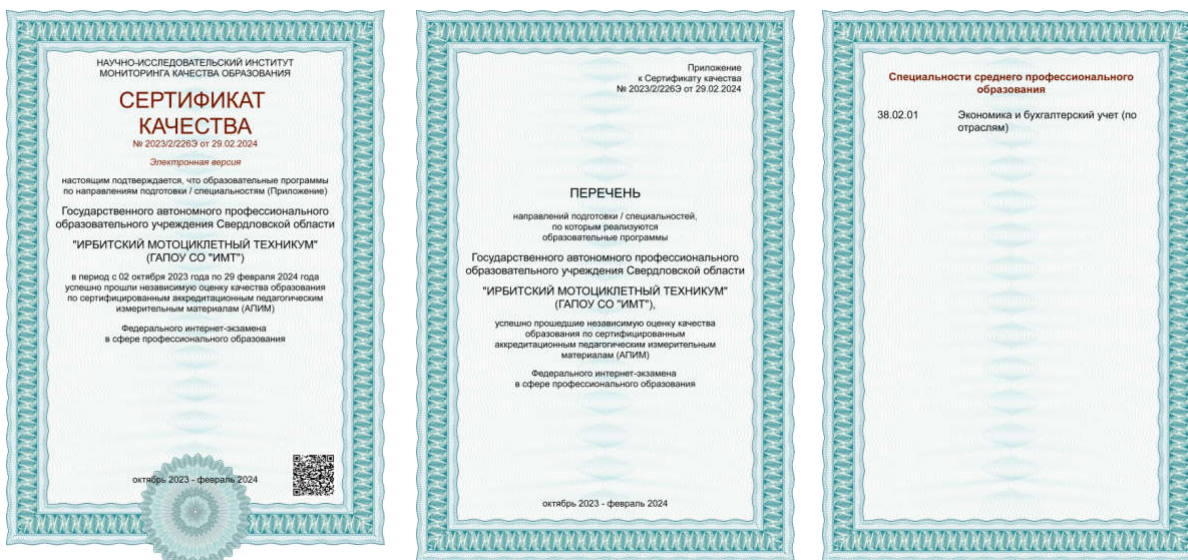 НАУЧНО-ИССЛЕДОВАТЕЛЬСКИЙ ИНСТИТУТ
МОНИТОРИНГА КАЧЕСТВА ОБРАЗОВАНИЯ
СЕРТИФИКАТ
КАЧЕСТВА
№ 2023/2/226Э от 29.02.2024
Электронная версия
настоящим подтверждается, что образовательные программы
по направлениям подготовки / специальностям (Приложение)
Государственного автономного профессионального
образовательного учреждения Свердловской области
"ИРБИТСКИЙ МОТОЦИКЛЕТНЫЙ ТЕХНИКУМ"
(ГАПОУ СО "ИМТ")
в период с 02 октября 2023 года по 29 февраля 2024 года
успешно прошли независимую оценку качества образования
по сертифицированным аккредитационным педагогическим
измерительным материалам (АПИМ)
Федерального интернет-экзамена
в сфере профессионального образования
октябрь 2023 - февраль 2024
Приложение
к Сертификату качества
№ 2023/2/226Э от 29.02.2024
ПЕРЕЧЕНЬ
направлений подготовки / специальностей,
по которым реализуются
образовательные программы
Государственного автономного профессионального
образовательного учреждения Свердловской области
"ИРБИТСКИЙ МОТОЦИКЛЕТНЫЙ ТЕХНИКУМ"
(ГАПОУ СО "ИМТ"),
успешно прошедшие независимую оценку качества
образования по сертифицированным
аккредитационным педагогическим измерительным
материалам (АПИМ)
Федерального интернет-экзамена
в сфере профессионального образования
октябрь 2023 - февраль 2024
Специальности среднего профессионального
образования
38.02.01 Экономика и бухгалтерский учет (по
отраслям)